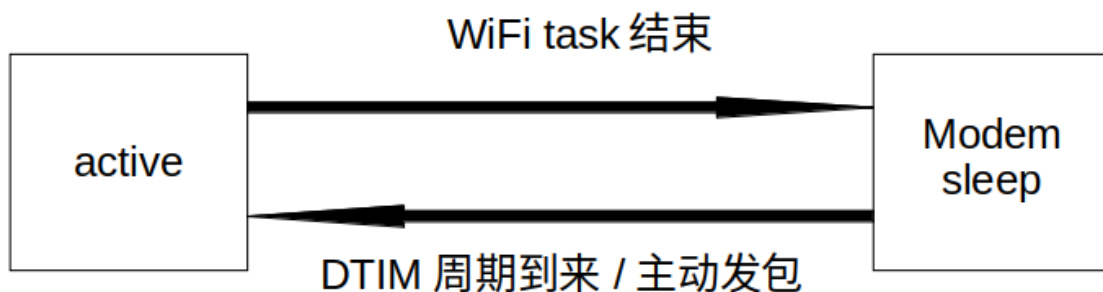 WiFi task 结束
active
Modem
sleep
DTIM 周期到来 / 主动发包